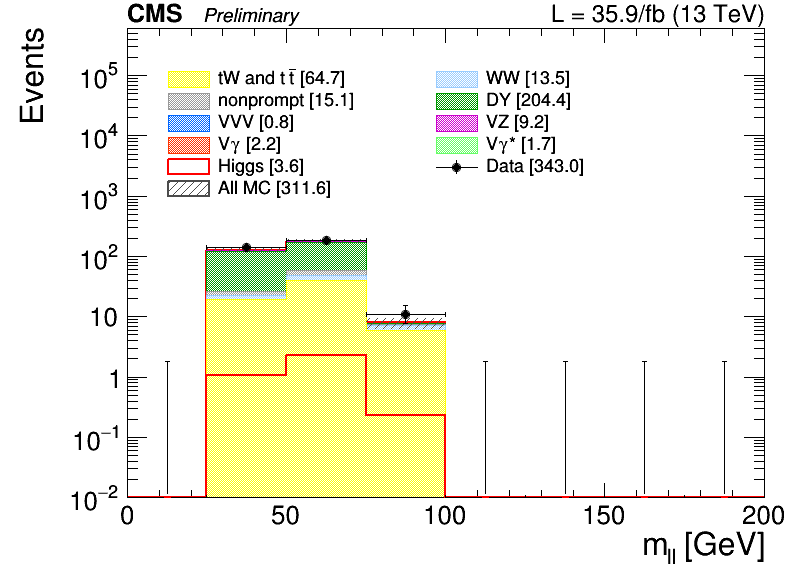 CMS Preliminary L = 35.9/fb (13 TeV)
Events
10⁵
10⁴
10³
10²
10
1
10⁻¹
10⁻²
tW and tt̄ [64.7] WW [13.5]
nonprompt [15.1] DY [204.4]
VVV [0.8] VZ [9.2]
Vγ [2.2] Vγ* [1.7]
Higgs [3.6] Data [343.0]
All MC [311.6]
0 50 100 150 200
m_ll [GeV]